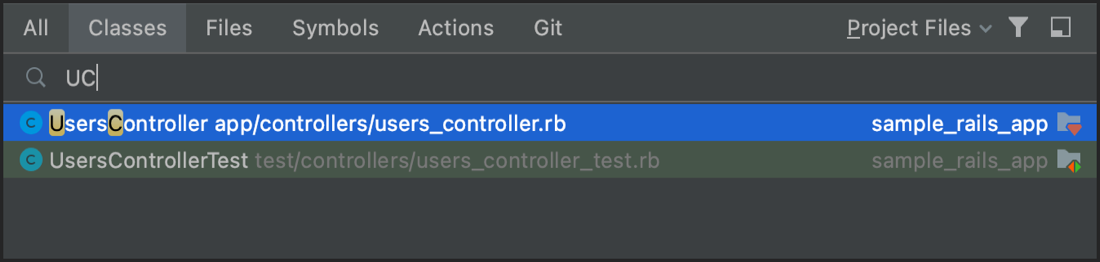 All Classes Files Symbols Actions Git Project Files
UC
C UsersController app/controllers/users_controller.rb sample_rails_app
C UsersControllerTest test/controllers/users_controller_test.rb sample_rails_app